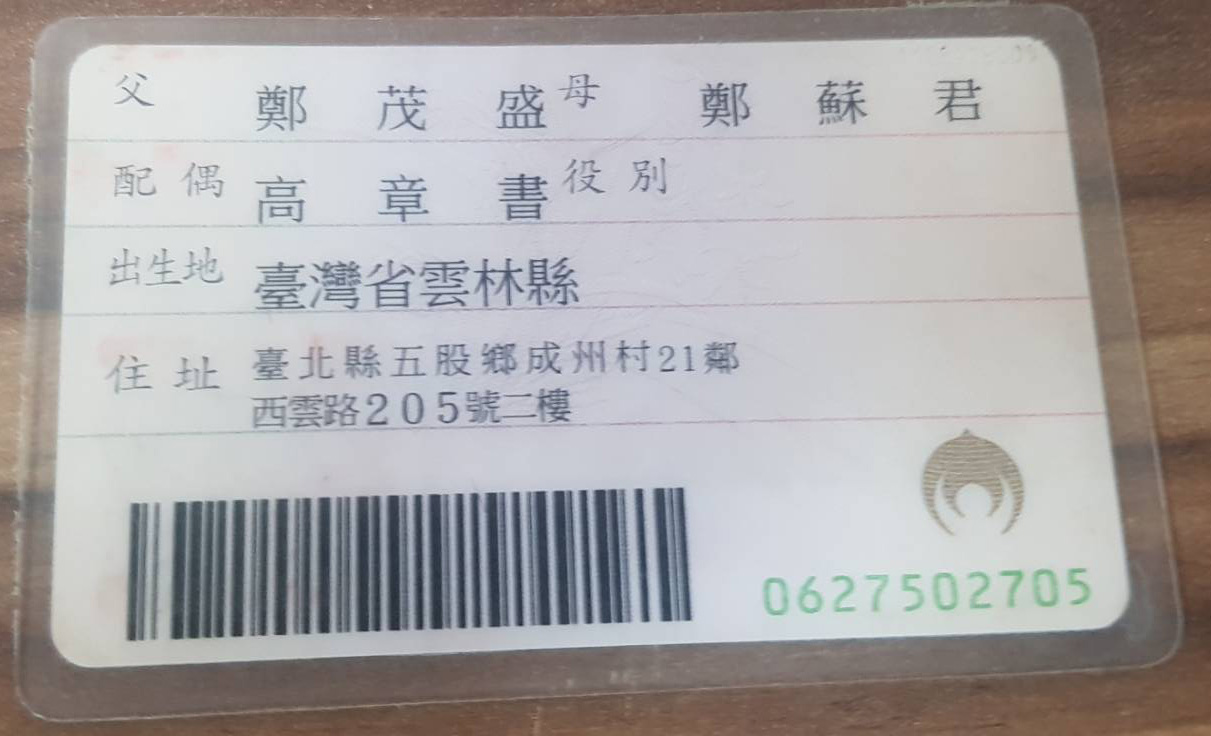 父 鄭茂盛 母 鄭蘇君
配偶 高章書 役別
出生地 臺灣省雲林縣
住址 臺北縣五股鄉成州村21鄰
西雲路205號二樓
0627502705